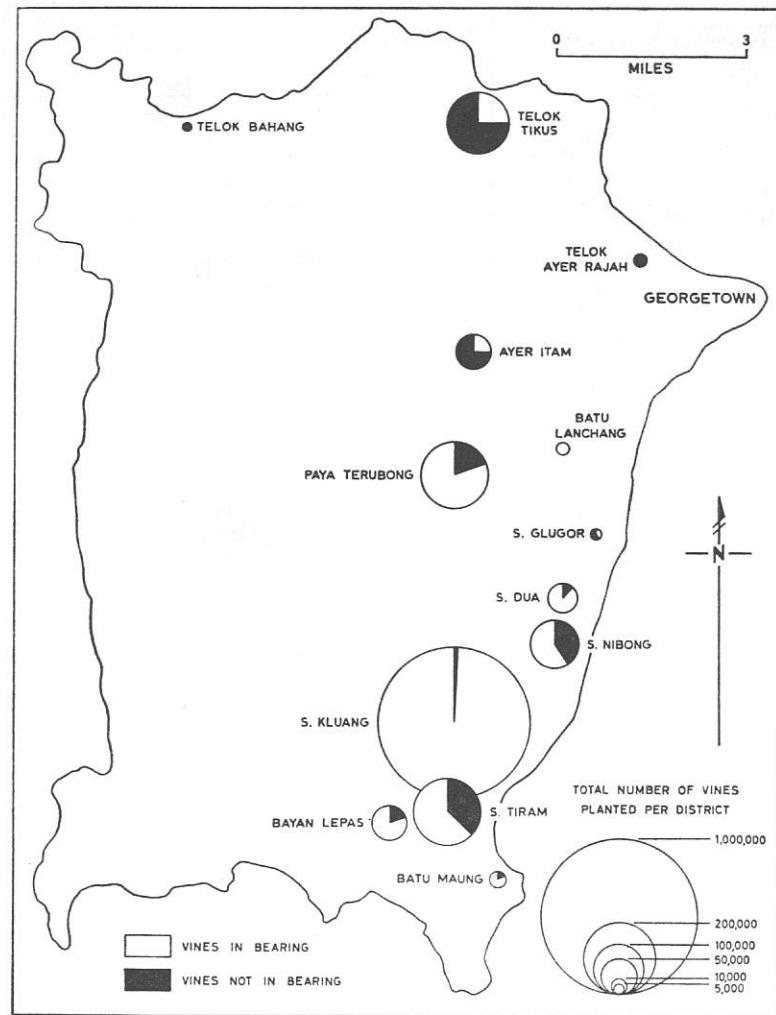 0 3
MILES
TELOK BAHANG
TELOK
TIKUS
TELOK
AYER RAJAH
GEORGETOWN
AYER ITAM
BATU
LANCHANG
PAYA TERUBONG
S. GLUGOR
N
S. DUA
S. NIBONG
S. KLUANG
S. TIRAM
BAYAN LEPAS
BATU MAUNG
TOTAL NUMBER OF VINES
PLANTED PER DISTRICT
1,000,000
200,000
100,000
50,000
10,000
5,000
VINES IN BEARING
VINES NOT IN BEARING